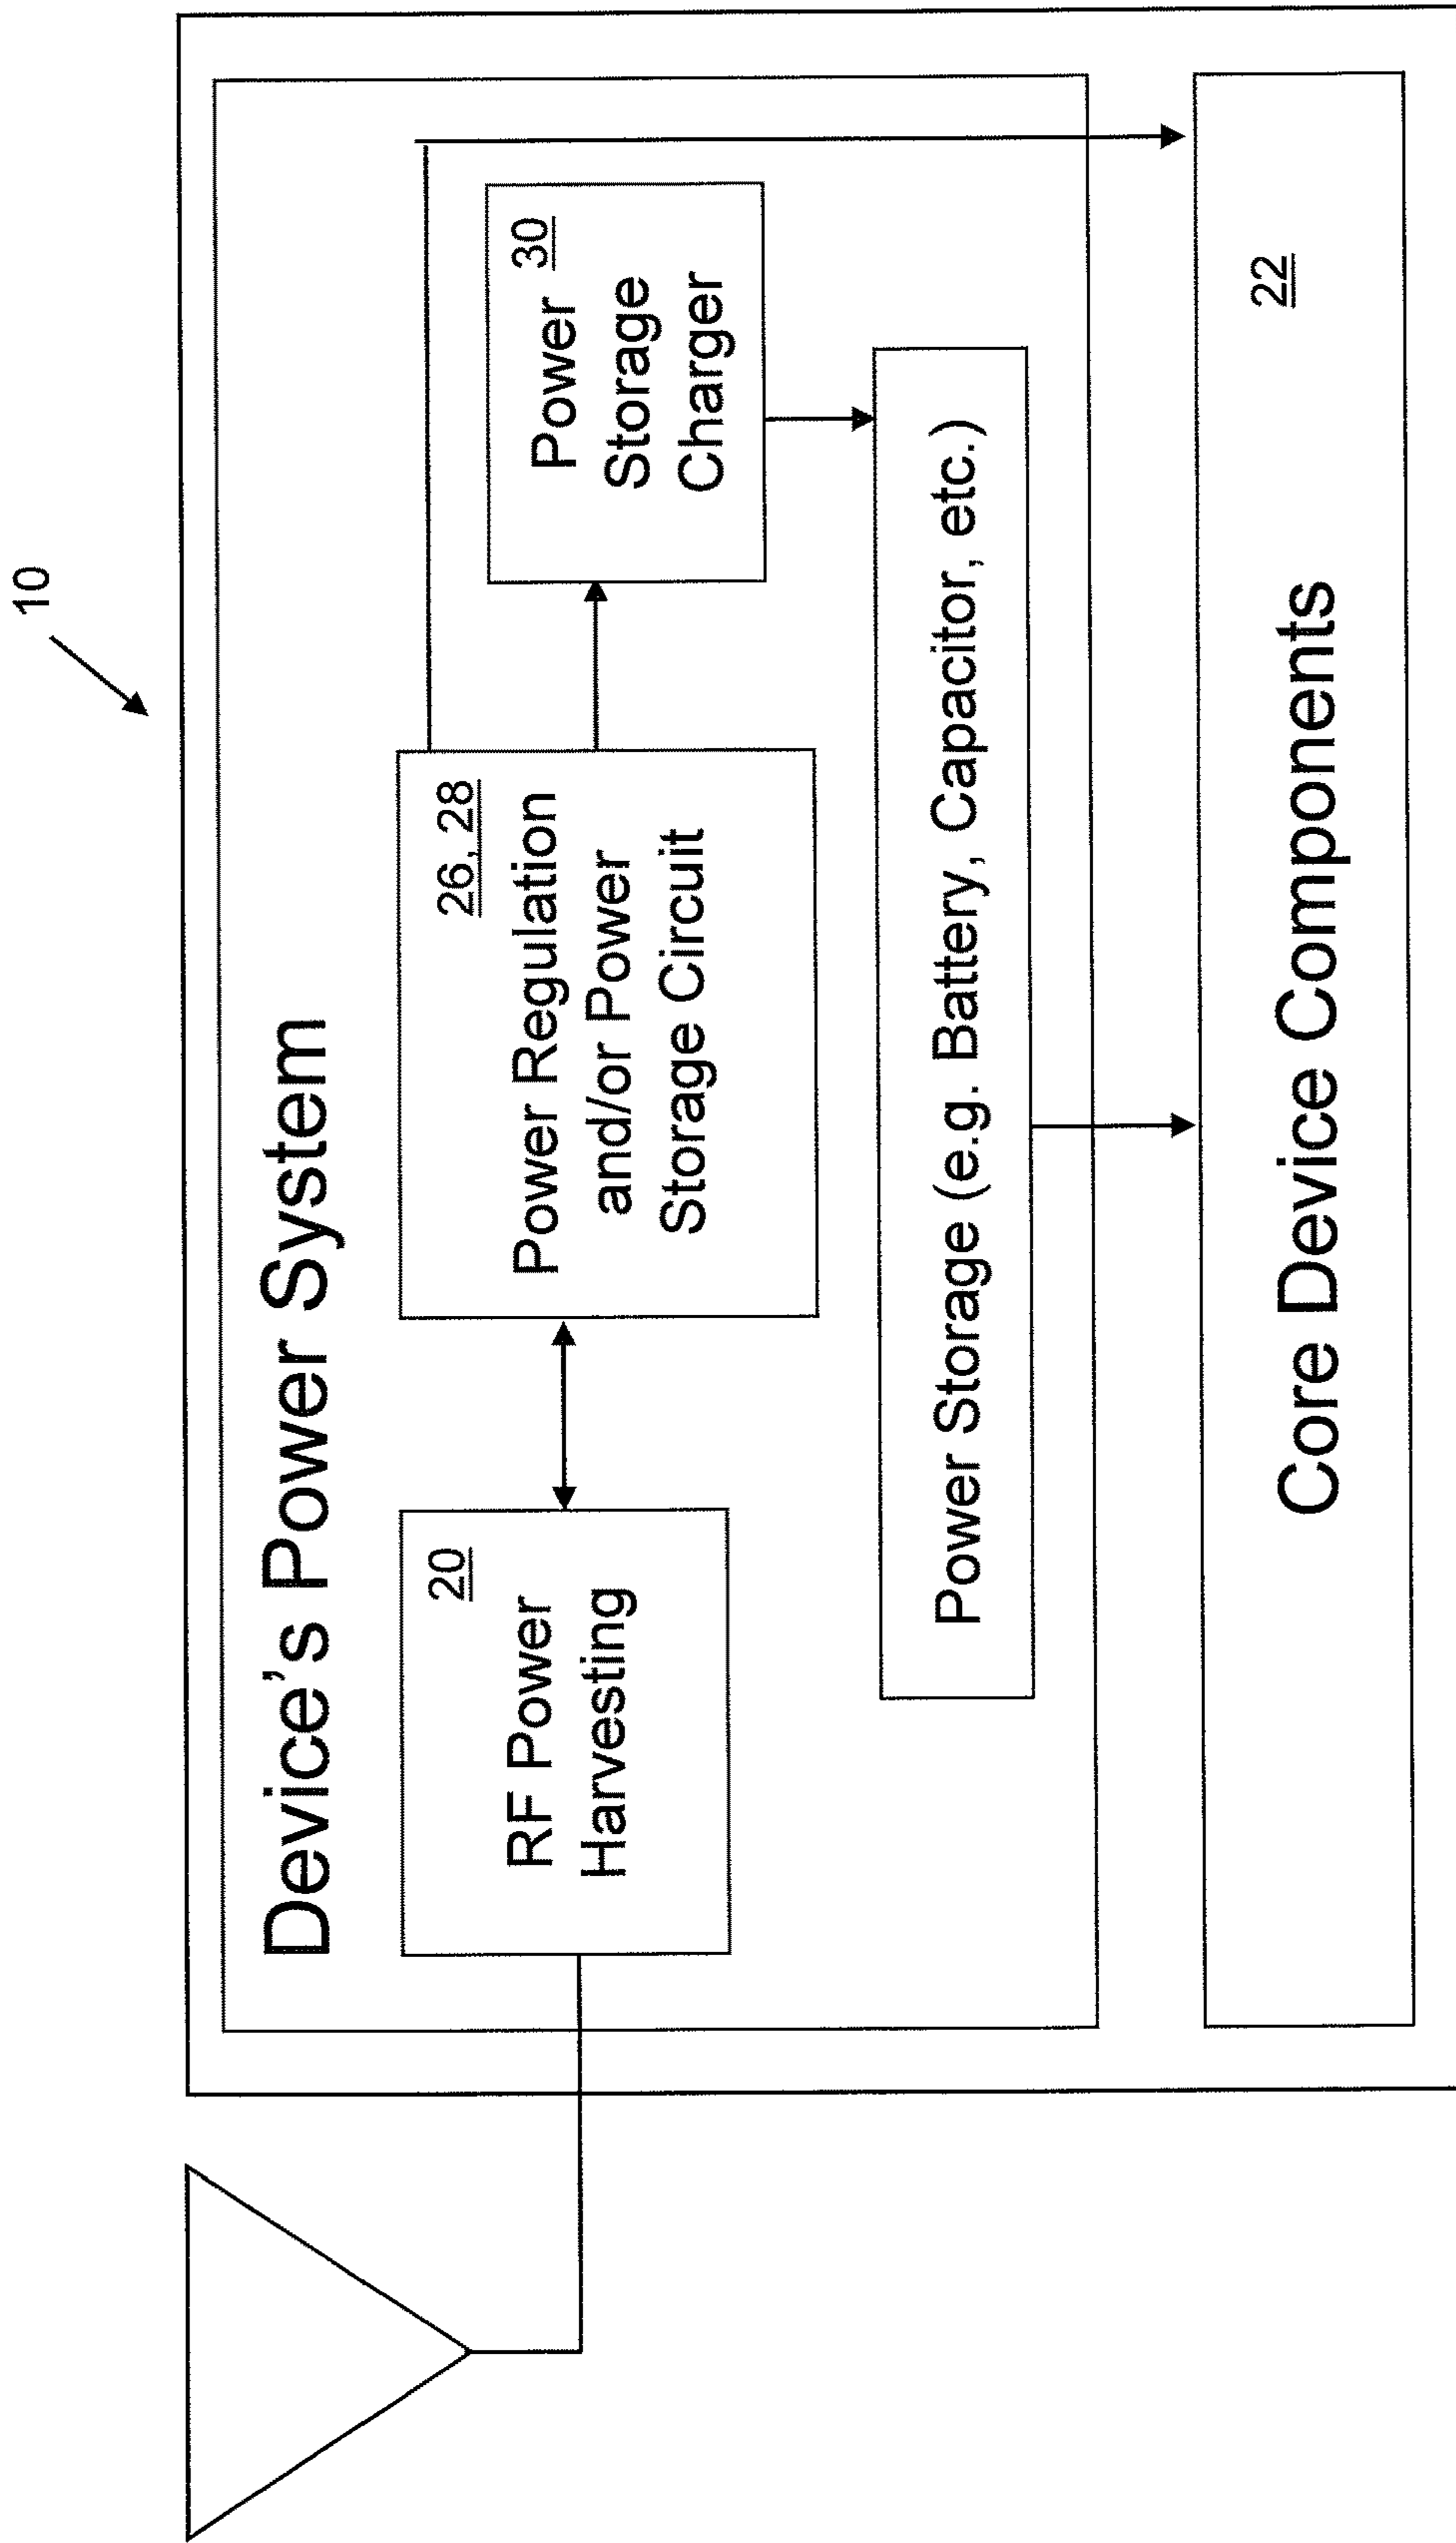 10
Device's Power System
20
RF Power
Harvesting
26, 28
Power Regulation
and/or Power
Storage Circuit
Power 30
Storage
Charger
Power Storage (e.g. Battery, Capacitor, etc.)
22
Core Device Components